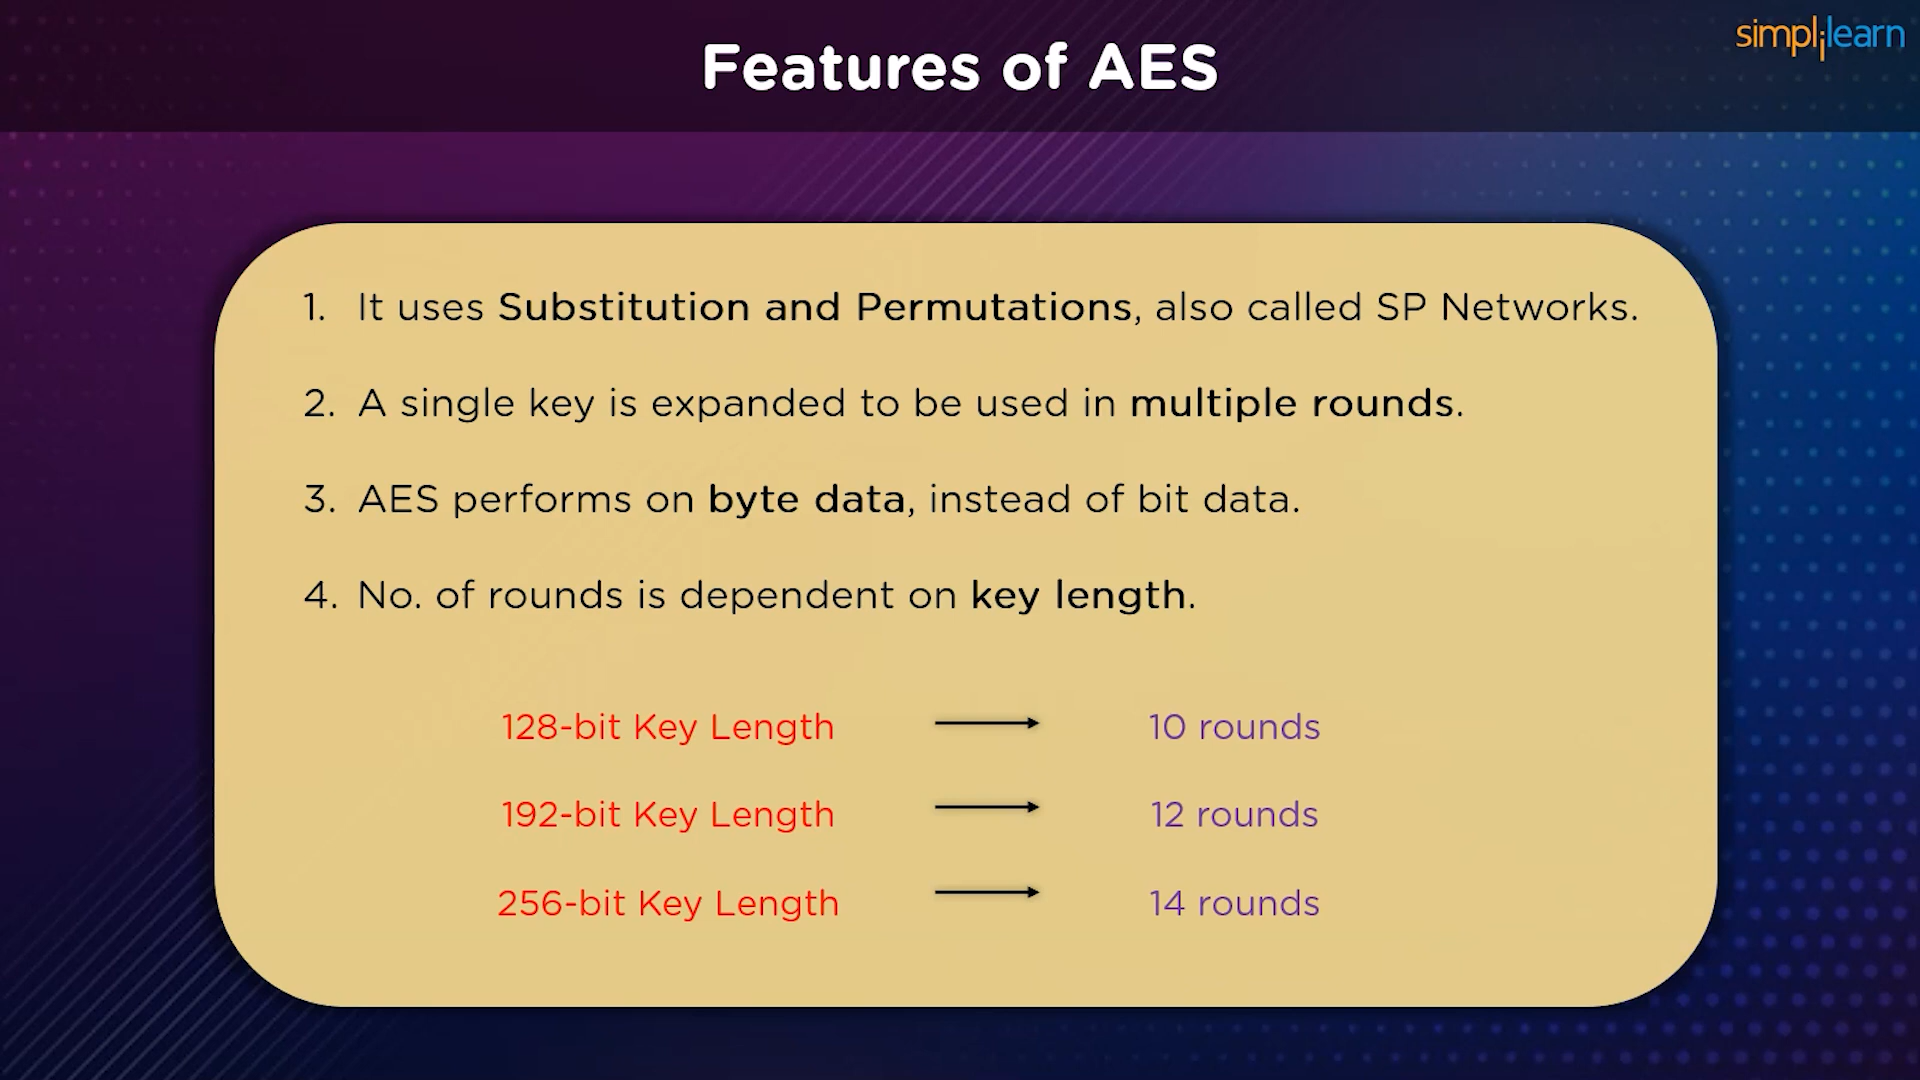 simplilearn
Features of AES
1. It uses Substitution and Permutations, also called SP Networks.
2. A single key is expanded to be used in multiple rounds.
3. AES performs on byte data, instead of bit data.
4. No. of rounds is dependent on key length.
128-bit Key Length → 10 rounds
192-bit Key Length → 12 rounds
256-bit Key Length → 14 rounds